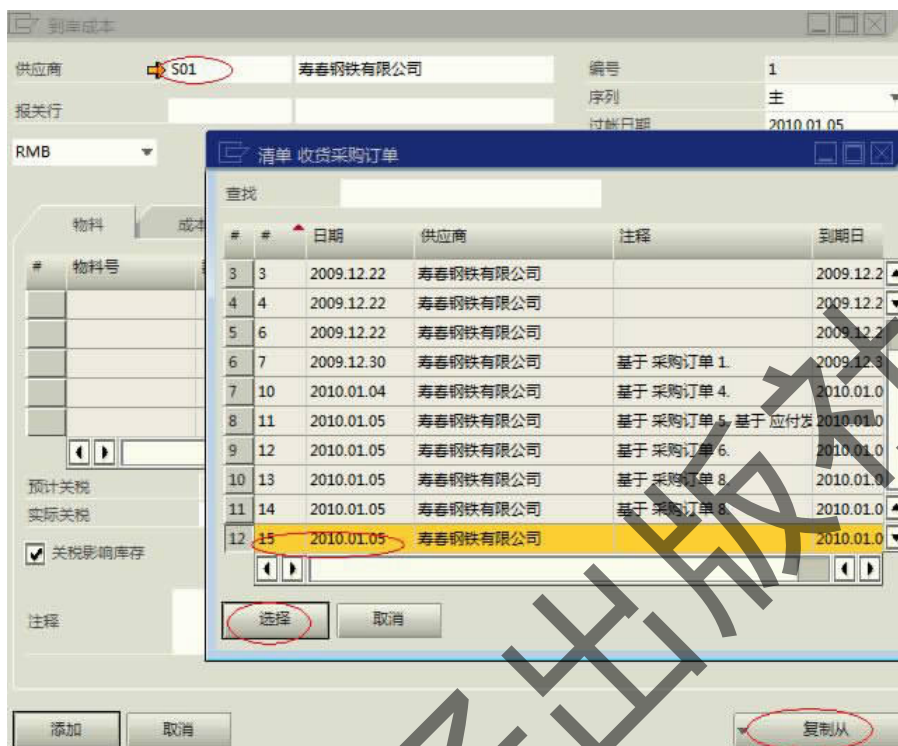 到岸成本
供应商 S01 寿春钢铁有限公司 编号 1
报关行 序列 主
过帐日期 2010.01.05
RMB
清单 收货采购订单
查找
物料
# # 日期 供应商 注释 到期日
# 物料号
3 3 2009.12.22 寿春钢铁有限公司 2009.12.2
4 4 2009.12.22 寿春钢铁有限公司 2009.12.2
5 6 2009.12.22 寿春钢铁有限公司 2009.12.2
6 7 2009.12.30 寿春钢铁有限公司 基于 采购订单 1. 2009.12.3
7 10 2010.01.04 寿春钢铁有限公司 基于 采购订单 4. 2010.01.0
8 11 2010.01.05 寿春钢铁有限公司 基于 采购订单 5. 基于 应付发 2010.01.0
9 12 2010.01.05 寿春钢铁有限公司 基于 采购订单 6. 2010.01.0
10 13 2010.01.05 寿春钢铁有限公司 基于 采购订单 8. 2010.01.0
11 14 2010.01.05 寿春钢铁有限公司 基于 采购订单 8. 2010.01.0
12 15 2010.01.05 寿春钢铁有限公司 2010.01.0
预计关税
实际关税
关税影响库存
选择 取消
注释
添加 取消 复制从